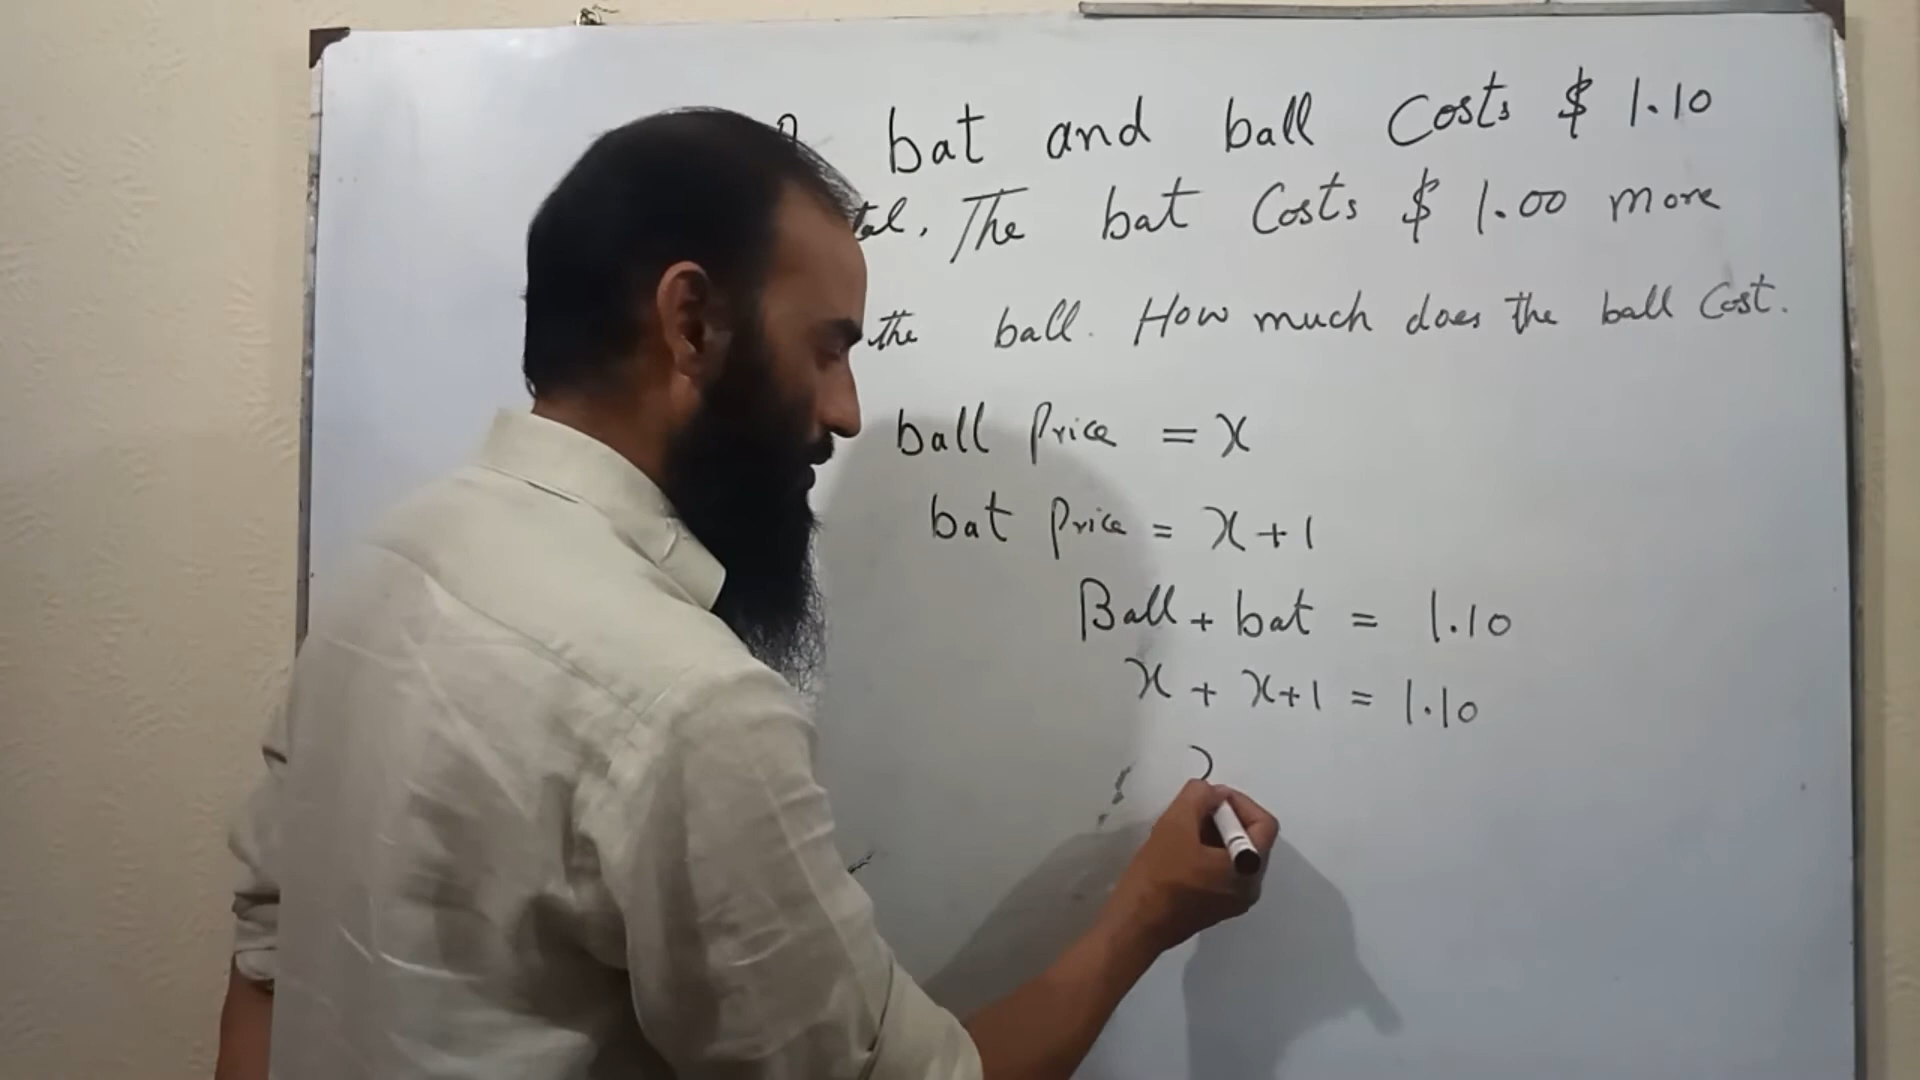 bat and ball Costs $ 1.10
The bat Costs $ 1.00 more
the ball. How much does the ball Cost.
ball Price = x
bat Price = x+1
Ball + bat = 1.10
x + x+1 = 1.10